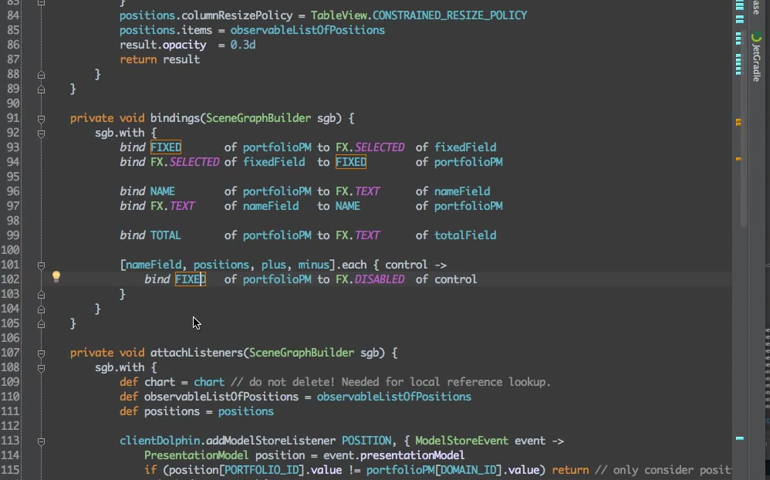 83 }
84 positions.columnResizePolicy = TableView.CONSTRAINED_RESIZE_POLICY
85 positions.items = observableListOfPositions
86 result.opacity = 0.3d
87 return result
88 }
89 }
90
91 private void bindings(SceneGraphBuilder sgb) {
92 sgb.with {
93 bind FIXED of portfolioPM to FX.SELECTED of fixedField
94 bind FX.SELECTED of fixedField to FIXED of portfolioPM
95
96 bind NAME of portfolioPM to FX.TEXT of nameField
97 bind FX.TEXT of nameField to NAME of portfolioPM
98
99 bind TOTAL of portfolioPM to FX.TEXT of totalField
100
101 [nameField, positions, plus, minus].each { control ->
102 bind FIXED of portfolioPM to FX.DISABLED of control
103 }
104 }
105 }
106
107 private void attachListeners(SceneGraphBuilder sgb) {
108 sgb.with {
109 def chart = chart // do not delete! Needed for local reference lookup.
110 def observableListOfPositions = observableListOfPositions
111 def positions = positions
112
113 clientDolphin.addModelStoreListener POSITION, { ModelStoreEvent event ->
114 PresentationModel position = event.presentationModel
115 if (position[PORTFOLIO_ID].value != portfolioPM[DOMAIN_ID].value) return // only consider posit
ase
JetGradle